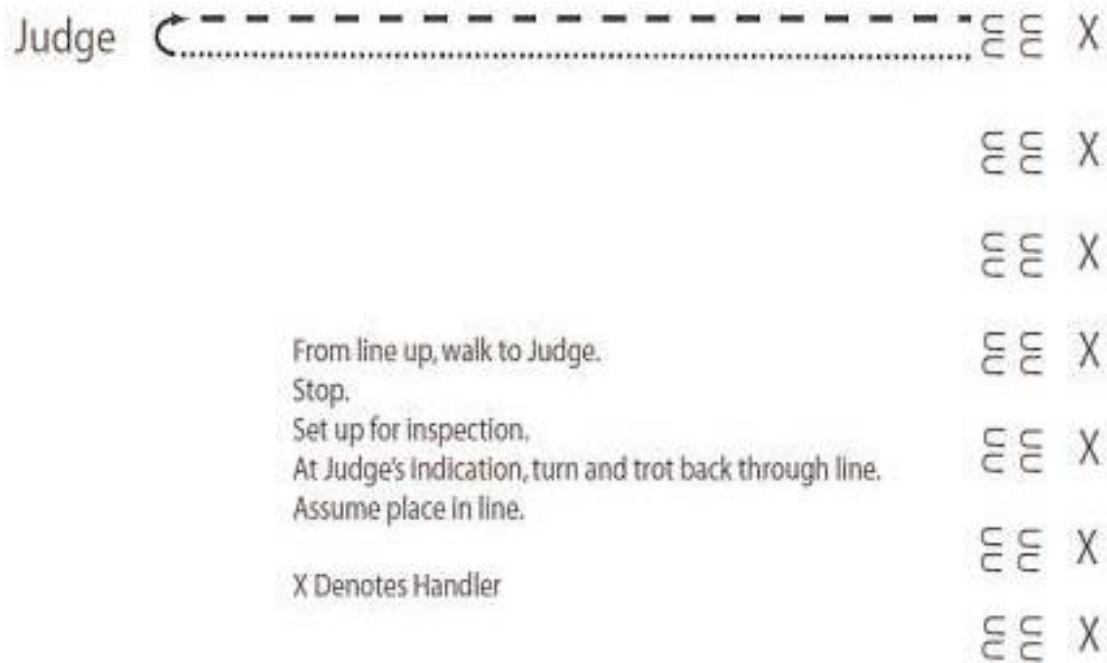 Judge X
X
X
From line up, walk to Judge. X
Stop.
Set up for inspection. X
At Judge's indication, turn and trot back through line.
Assume place in line.
X
X Denotes Handler
X